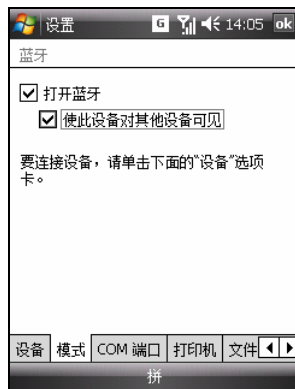 设置 G 14:05 ok
蓝牙
打开蓝牙
使此设备对其他设备可见
要连接设备，请单击下面的“设备”选项
卡。
设备 模式 COM 端口 打印机 文件
拼